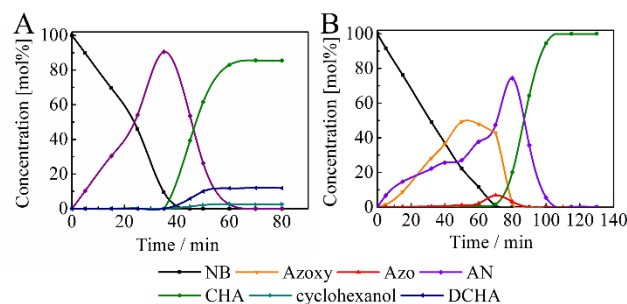 A
B
Concentration [mol%]
100
80
60
40
20
0
0 20 40 60 80
Time / min
Concentration [mol%]
100
80
60
40
20
0
0 20 40 60 80 100 120 140
Time / min
NB Azoxy Azo AN
CHA cyclohexanol DCHA